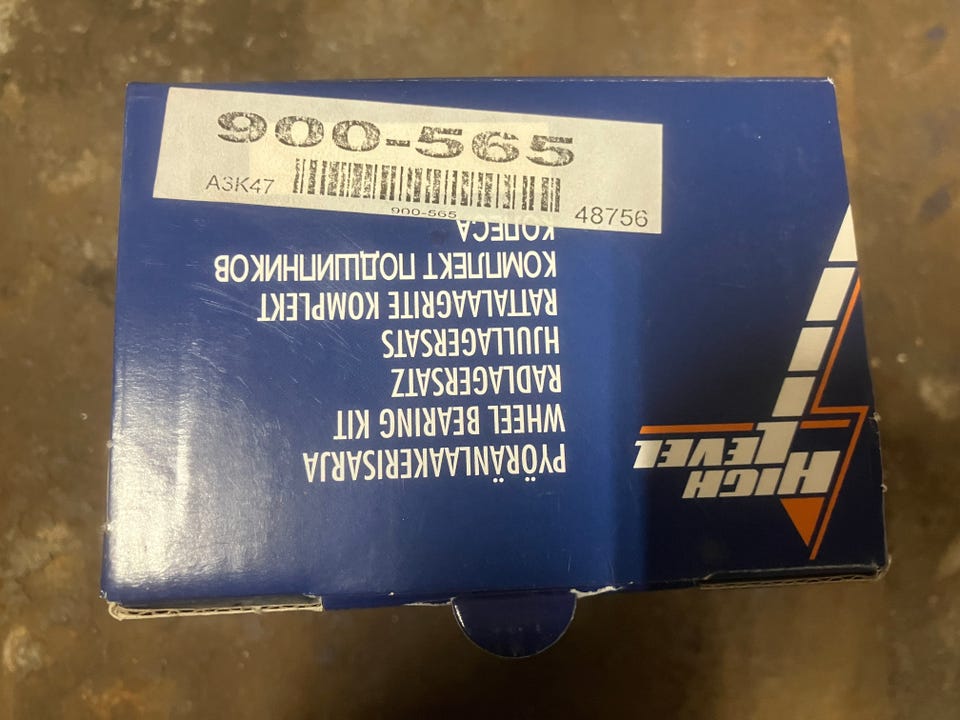 900-565
A3K47
900-565
48756
PYÖRÄNLAAKERISARJA
WHEEL BEARING KIT
RADLAGERSATZ
HJULLAGERSATS
RATTALAAGRITE KOMPLEKT
КОМПЛЕКТ ПОДШИПНИКОВ
КОЛЕСА
HIGH
LEVEL